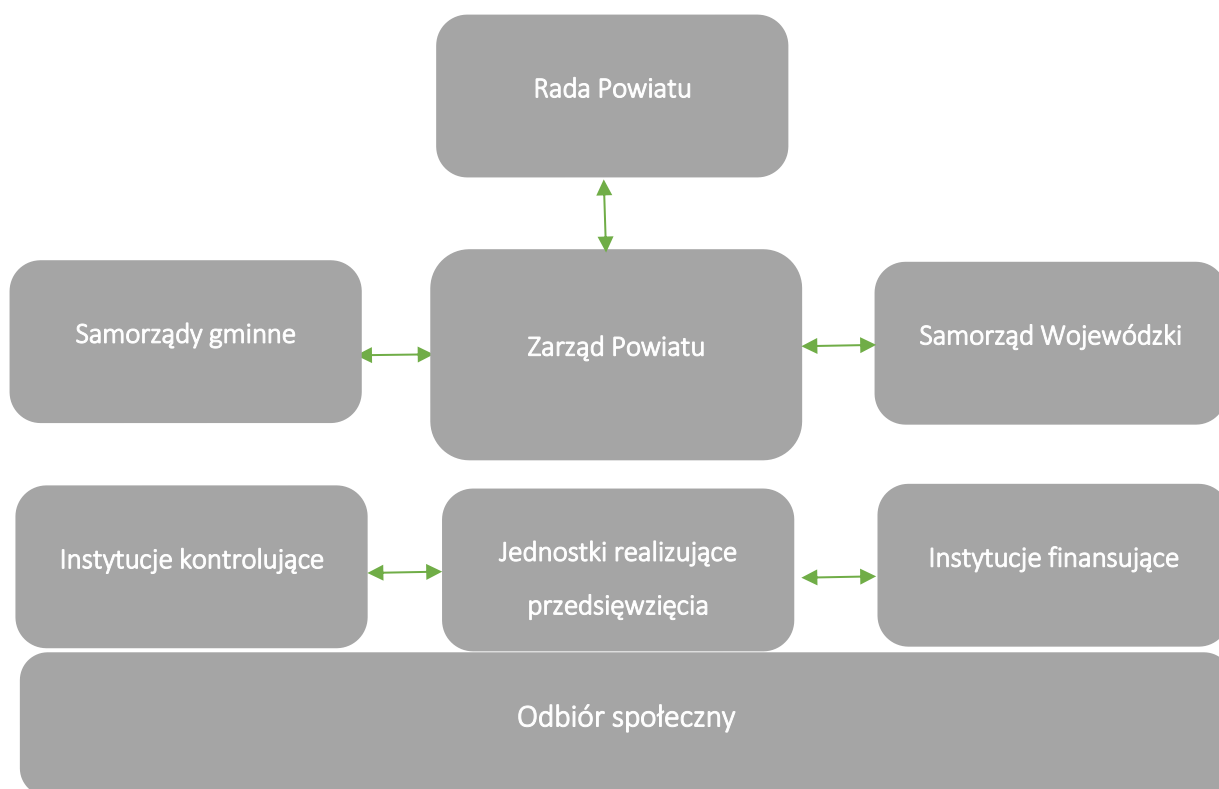 Rada Powiatu
Samorządy gminne
Zarząd Powiatu
Samorząd Wojewódzki
Instytucje kontrolujące
Jednostki realizujące
przedsięwzięcia
Instytucje finansujące
Odbiór społeczny